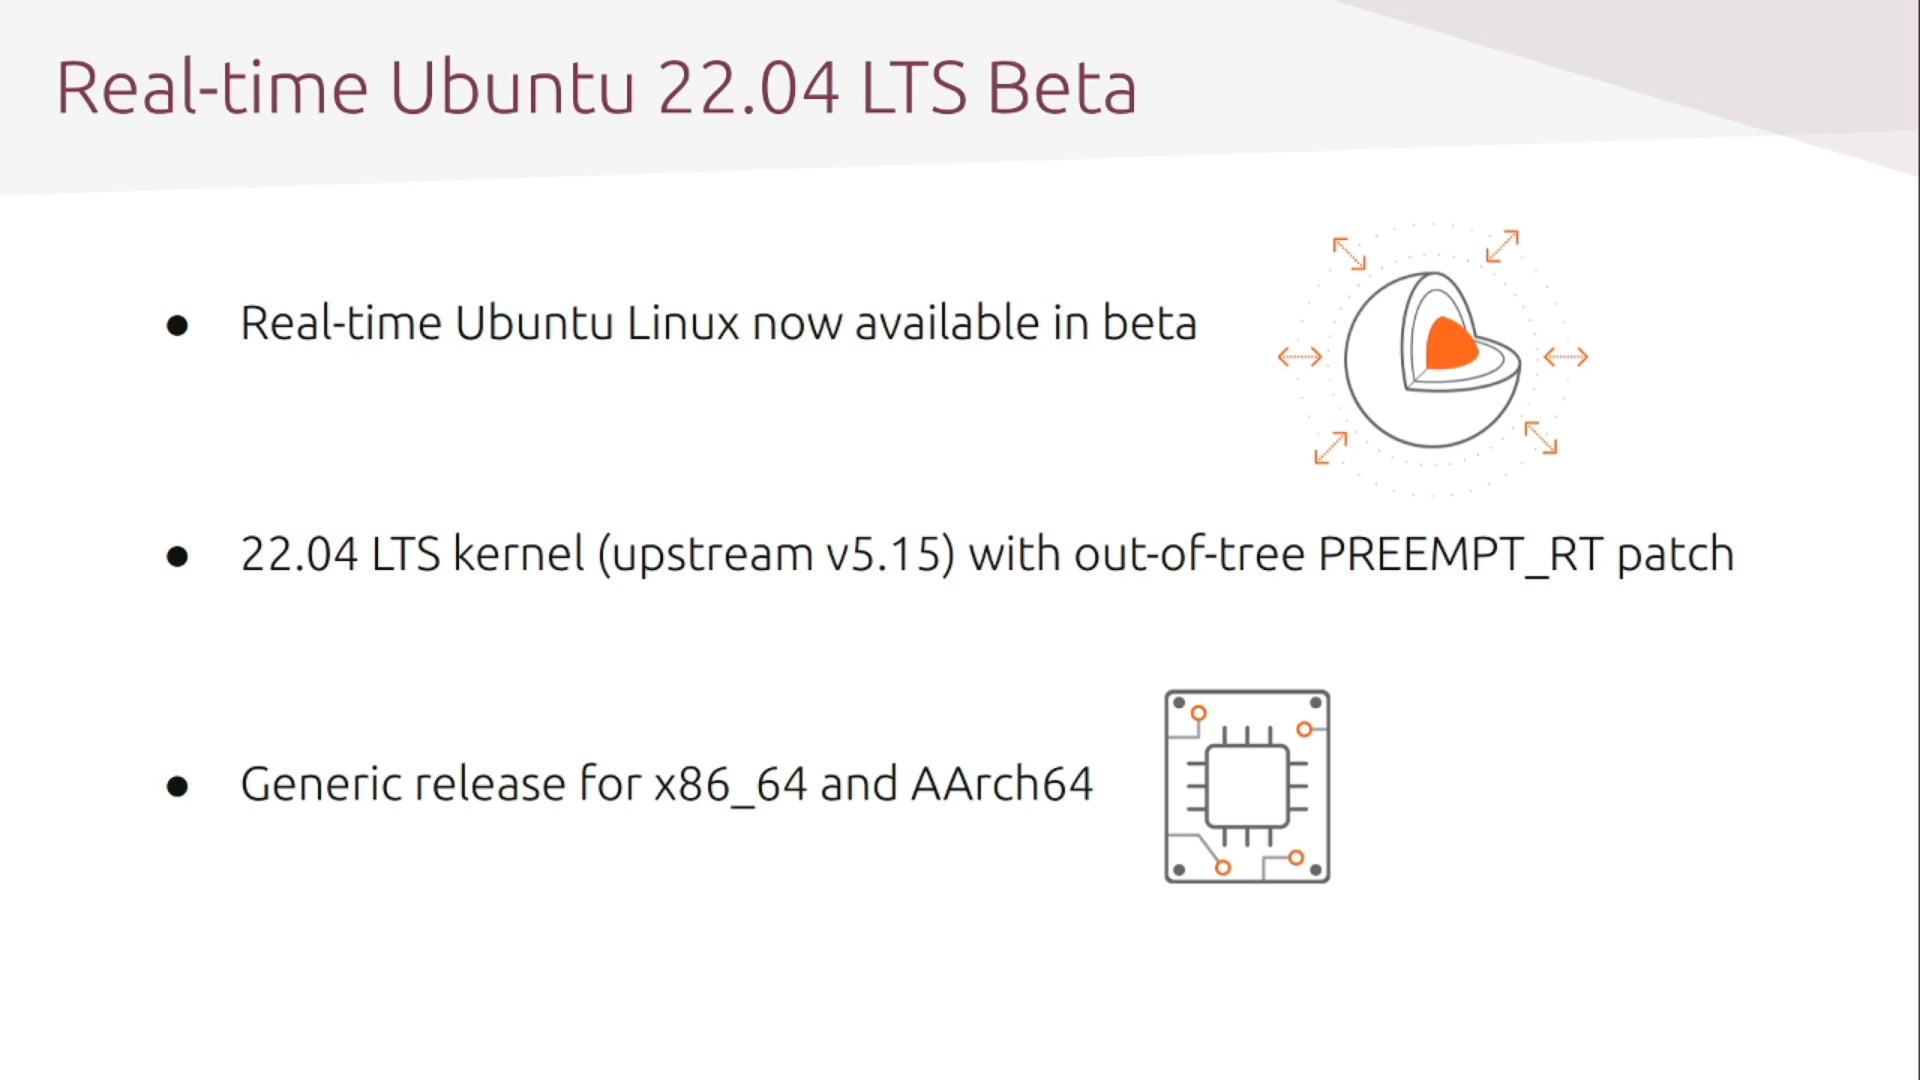 Real-time Ubuntu 22.04 LTS Beta
● Real-time Ubuntu Linux now available in beta
● 22.04 LTS kernel (upstream v5.15) with out-of-tree PREEMPT_RT patch
● Generic release for x86_64 and AArch64